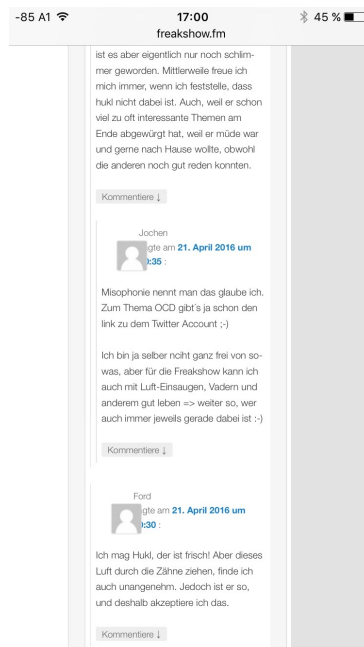 -85 A1 17:00 45 %
freakshow.fm
ist es aber eigentlich nur noch schlim-
mer geworden. Mittlerweile freue ich
mich immer, wenn ich feststelle, dass
hukl nicht dabei ist. Auch, weil er schon
viel zu oft interessante Themen am
Ende abgewürgt hat, weil er müde war
und gerne nach Hause wollte, obwohl
die anderen noch gut reden konnten.
Kommentiere ↓
Jochen
gte am 21. April 2016 um
:35 :
Misophonie nennt man das glaube ich.
Zum Thema OCD gibt´s ja schon den
link zu dem Twitter Account ;-)
Ich bin ja selber nciht ganz frei von so-
was, aber für die Freakshow kann ich
auch mit Luft-Einsaugen, Vadern und
anderem gut leben => weiter so, wer
auch immer jeweils gerade dabei ist :-)
Kommentiere ↓
Ford
gte am 21. April 2016 um
:30 :
Ich mag Hukl, der ist frisch! Aber dieses
Luft durch die Zähne ziehen, finde ich
auch unangenehm. Jedoch ist er so,
und deshalb akzeptiere ich das.
Kommentiere ↓